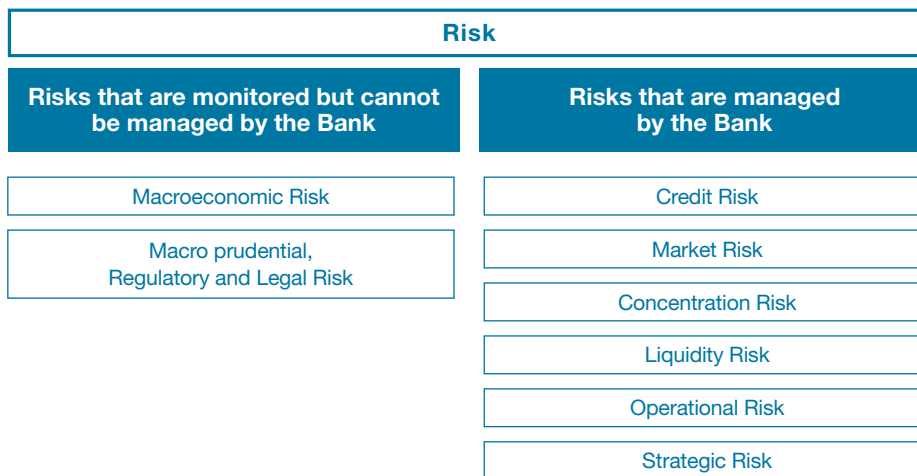 Risk
Risks that are monitored but cannot
be managed by the Bank
Macroeconomic Risk
Macro prudential,
Regulatory and Legal Risk
Risks that are managed
by the Bank
Credit Risk
Market Risk
Concentration Risk
Liquidity Risk
Operational Risk
Strategic Risk